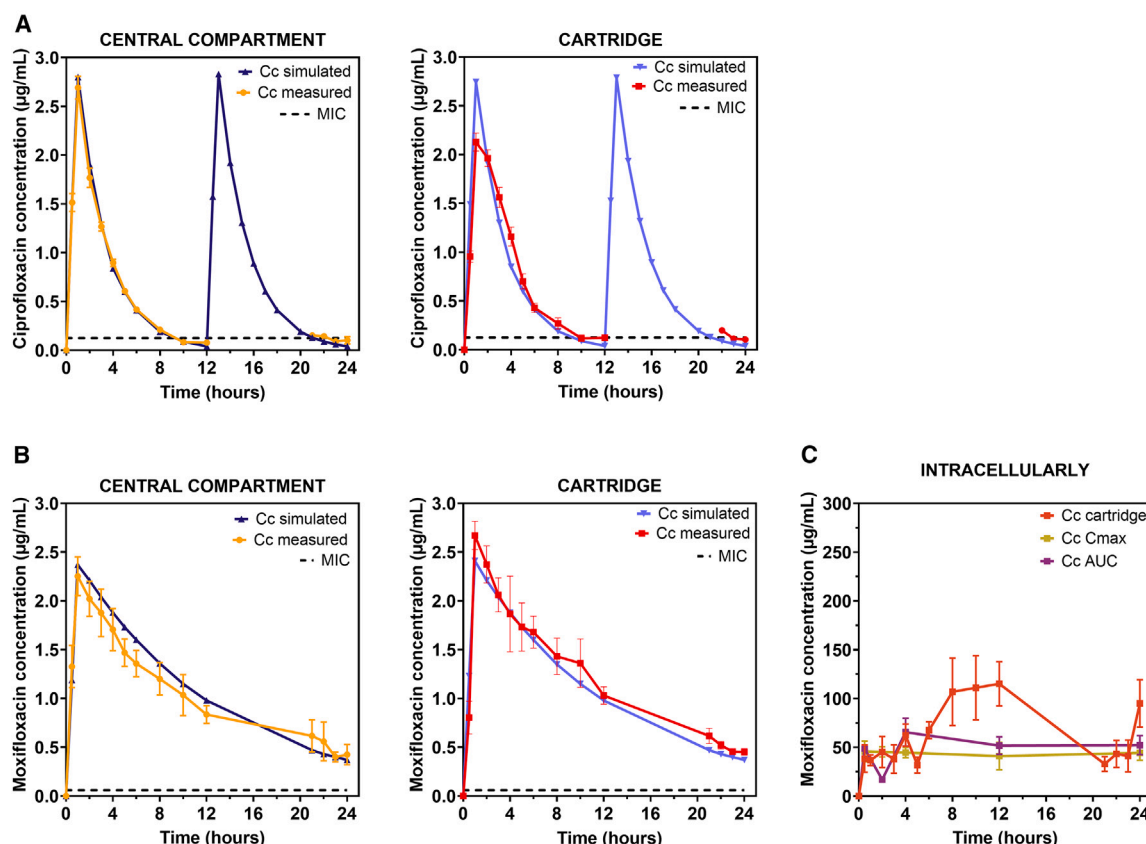 A
CENTRAL COMPARTMENT
Ciprofloxacin concentration (µg/mL)
3.0
2.5
2.0
1.5
1.0
0.5
0.0
0 4 8 12 16 20 24
Time (hours)
Cc simulated
Cc measured
MIC
CARTRIDGE
Ciprofloxacin concentration (µg/mL)
3.0
2.5
2.0
1.5
1.0
0.5
0.0
0 4 8 12 16 20 24
Time (hours)
Cc simulated
Cc measured
MIC
B
CENTRAL COMPARTMENT
Moxifloxacin concentration (µg/mL)
3.0
2.5
2.0
1.5
1.0
0.5
0.0
0 4 8 12 16 20 24
Time (hours)
Cc simulated
Cc measured
MIC
CARTRIDGE
Moxifloxacin concentration (µg/mL)
3.0
2.5
2.0
1.5
1.0
0.5
0.0
0 4 8 12 16 20 24
Time (hours)
Cc simulated
Cc measured
MIC
C
INTRACELLULARLY
Moxifloxacin concentration (µg/mL)
300
250
200
150
100
50
0
0 4 8 12 16 20 24
Time (hours)
Cc cartridge
Cc Cmax
Cc AUC